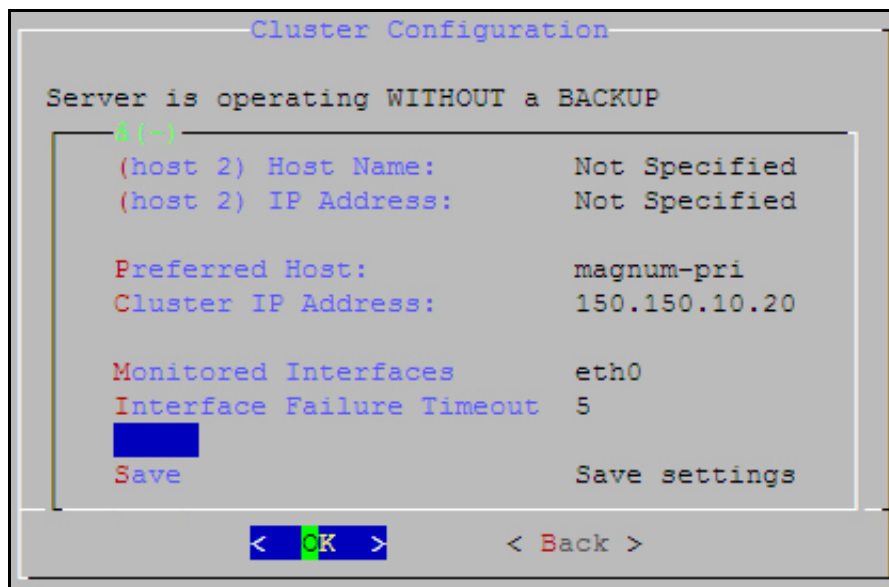 Cluster Configuration
Server is operating WITHOUT a BACKUP
(-)
(host 2) Host Name: Not Specified
(host 2) IP Address: Not Specified
Preferred Host: magnum-pri
Cluster IP Address: 150.150.10.20
Monitored Interfaces eth0
Interface Failure Timeout 5
Save Save settings
< OK > < Back >